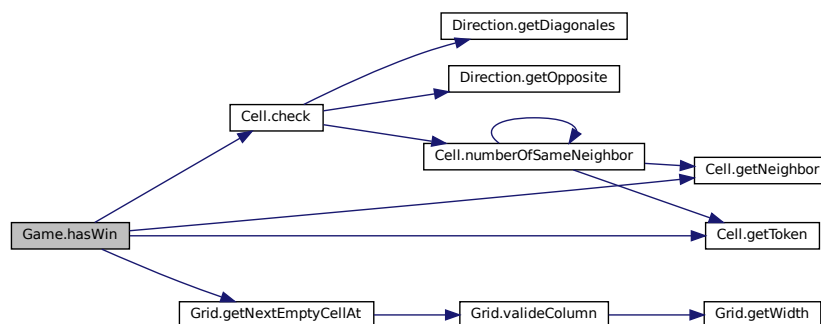 Direction.getDiagonales
Direction.getOpposite
Cell.check
Cell.numberOfSameNeighbor
Cell.getNeighbor
Game.hasWin
Cell.getToken
Grid.getNextEmptyCellAt
Grid.valideColumn
Grid.getWidth